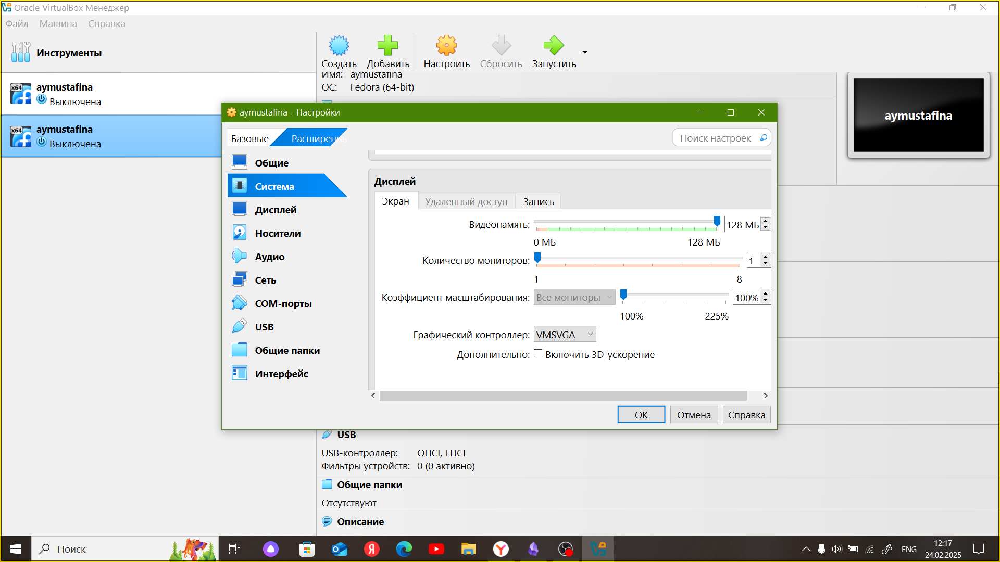 Oracle VirtualBox Менеджер
Файл Машина Справка
Инструменты
Создать Добавить Настроить Сбросить Запустить
x64 aymustafina
Выключена
x64 aymustafina
Выключена
Имя: aymustafina
ОС: Fedora (64-bit)
aymustafina
aymustafina - Настройки
Базовые Расширенны
Поиск настроек
Общие
Система
Дисплей
Носители
Аудио
Сеть
COM-порты
USB
Общие папки
Интерфейс
Дисплей
Экран Удаленный доступ Запись
Видеопамять: 128 МБ
0 МБ 128 МБ
Количество мониторов: 1
1 8
Коэффициент масштабирования: Все мониторы 100%
100% 225%
Графический контроллер: VMSVGA
Дополнительно: Включить 3D-ускорение
OK Отмена Справка
USB
USB-контроллер: OHCI, EHCI
Фильтры устройств: 0 (0 активно)
Общие папки
Отсутствуют
Описание
Поиск
ENG
12:17
24.02.2025